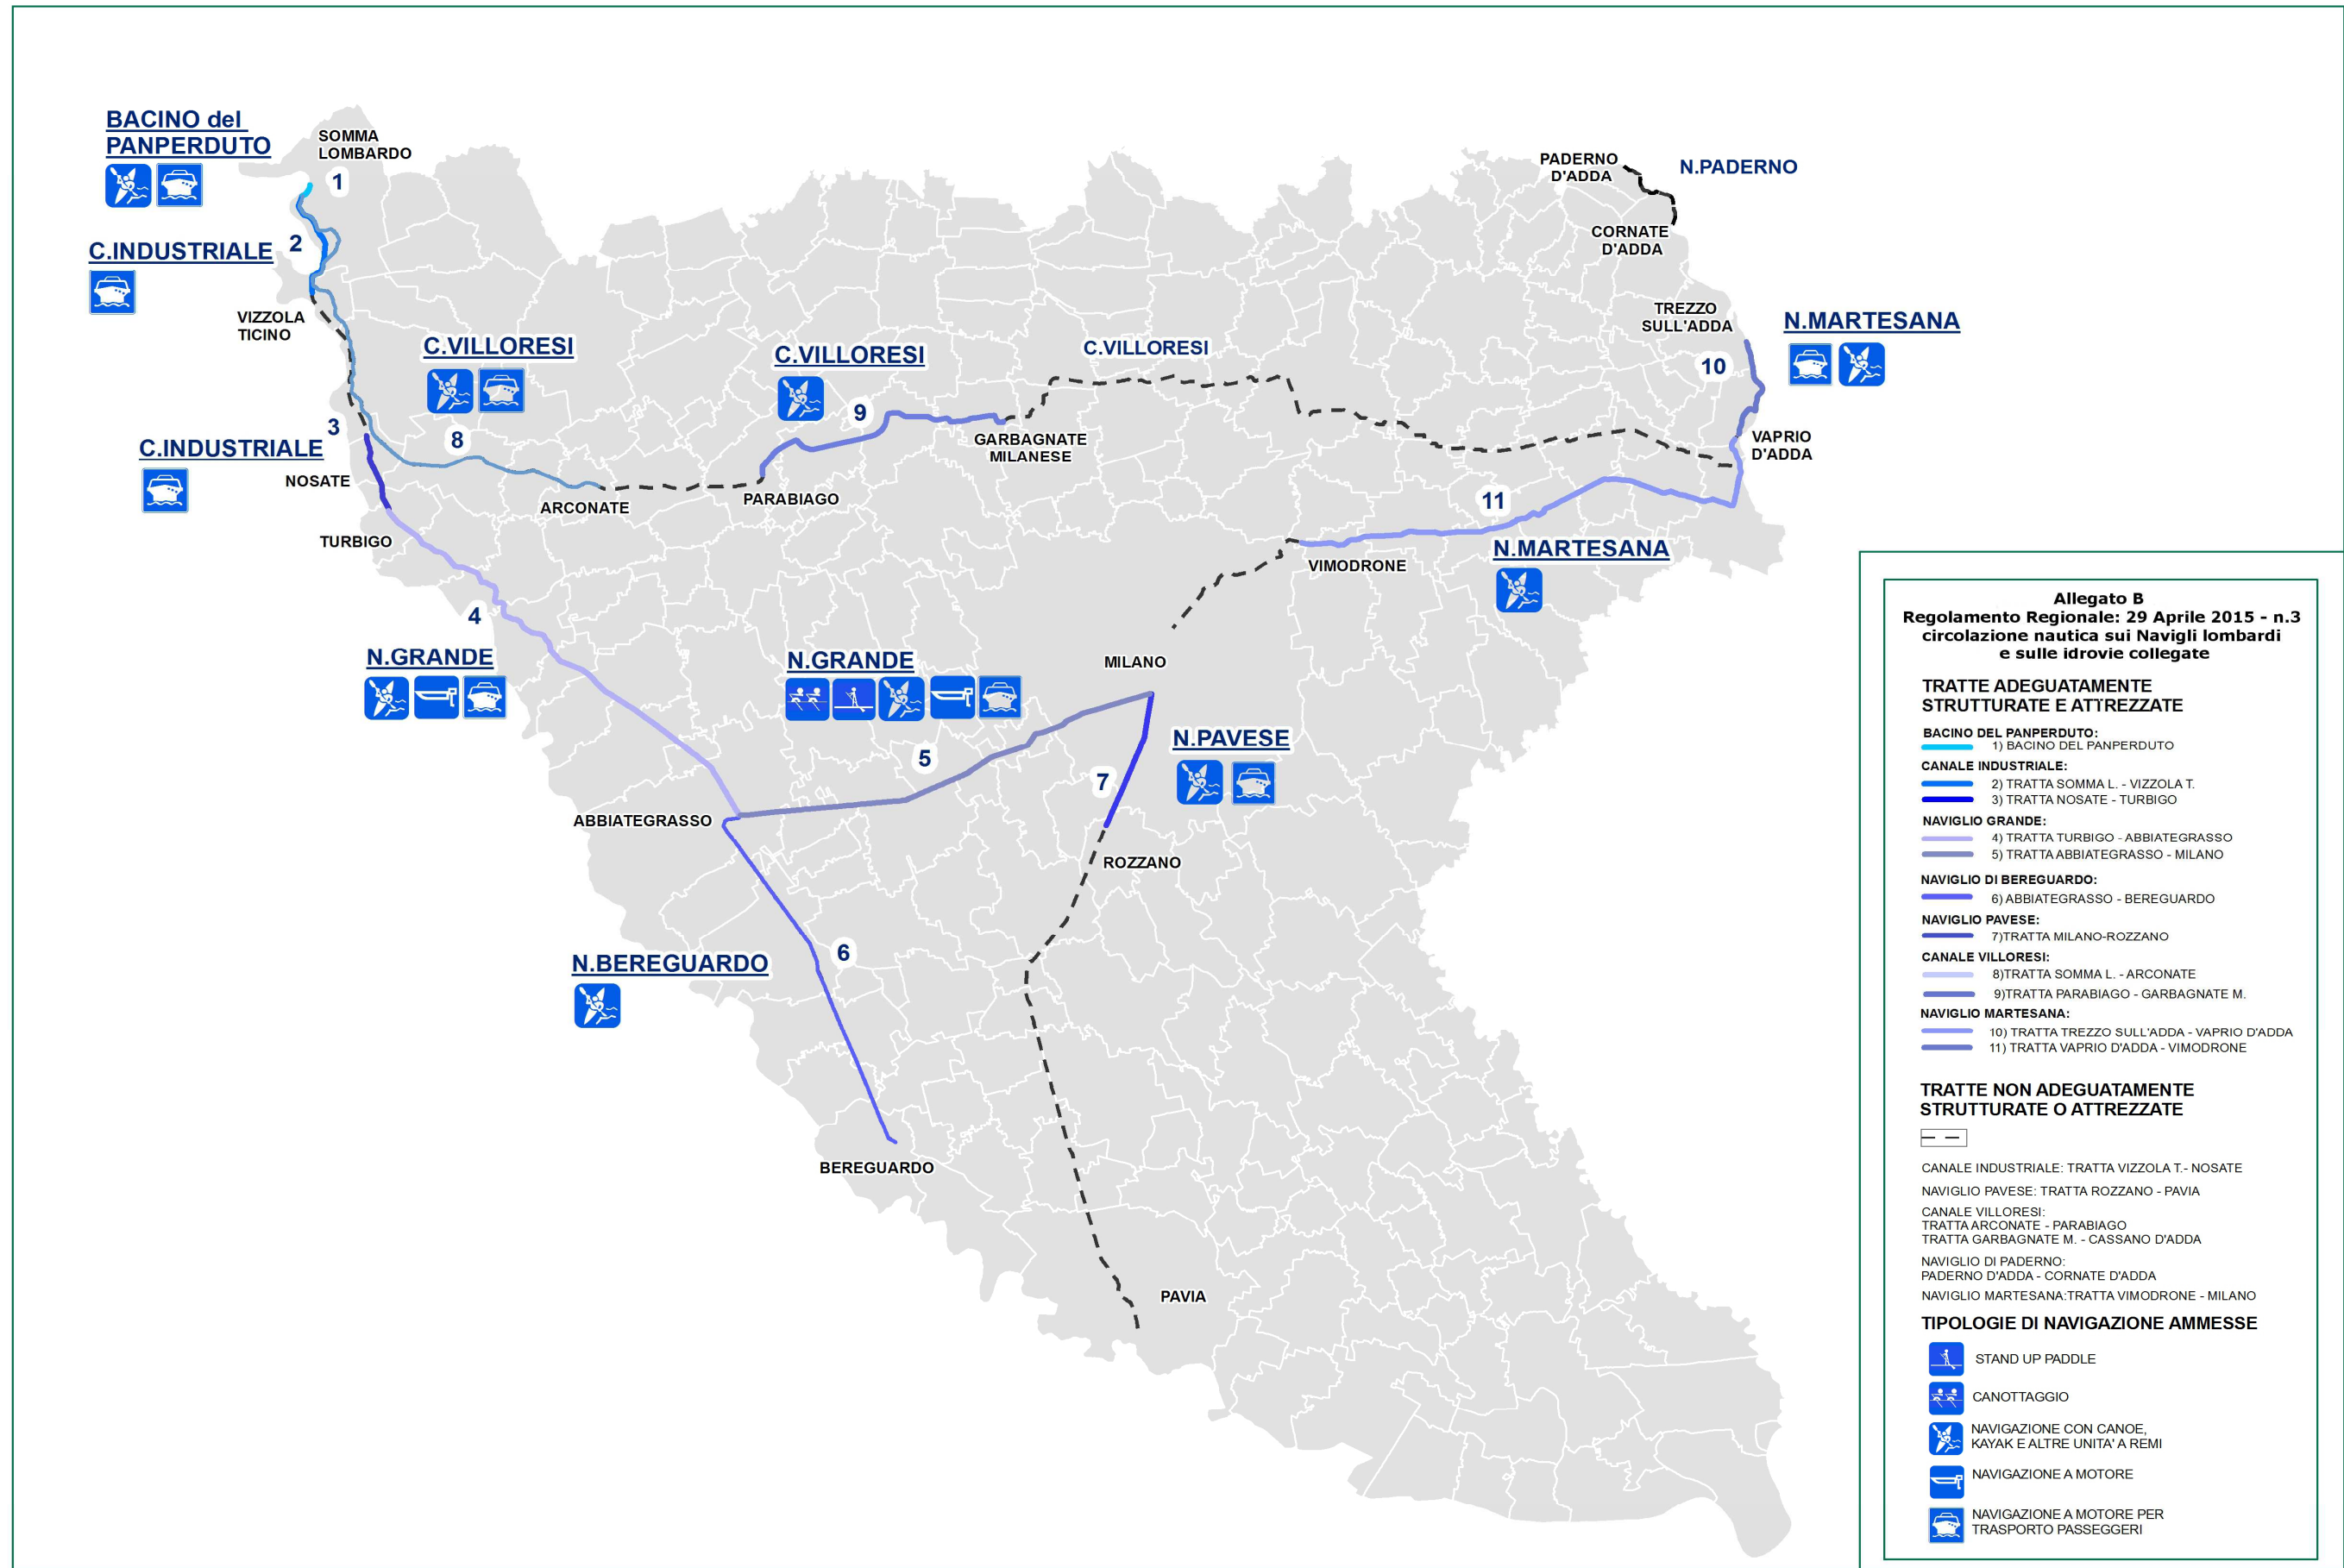 BACINO del
PANPERDUTO
SOMMA
LOMBARDO
1
2
C.INDUSTRIALE
VIZZOLA
TICINO
C.VILLORESI
8
3
C.INDUSTRIALE
NOSATE
ARCONATE
TURBIGO
C.VILLORESI
9
PARABIAGO
GARBAGNATE
MILANESE
C.VILLORESI
PADERNO
D'ADDA
N.PADERNO
CORNATE
D'ADDA
TREZZO
SULL'ADDA
10
N.MARTESANA
VAPRIO
D'ADDA
11
N.MARTESANA
VIMODRONE
4
N.GRANDE
N.GRANDE
MILANO
5
N.PAVESE
7
ABBIATEGRASSO
ROZZANO
6
N.BEREGUARDO
BEREGUARDO
PAVIA
Allegato B
Regolamento Regionale: 29 Aprile 2015 - n.3
circolazione nautica sui Navigli lombardi
e sulle idrovie collegate
TRATTE ADEGUATAMENTE
STRUTTURATE E ATTREZZATE
BACINO DEL PANPERDUTO:
1) BACINO DEL PANPERDUTO
CANALE INDUSTRIALE:
2) TRATTA SOMMA L. - VIZZOLA T.
3) TRATTA NOSATE - TURBIGO
NAVIGLIO GRANDE:
4) TRATTA TURBIGO - ABBIATEGRASSO
5) TRATTA ABBIATEGRASSO - MILANO
NAVIGLIO DI BEREGUARDO:
6) ABBIATEGRASSO - BEREGUARDO
NAVIGLIO PAVESE:
7)TRATTA MILANO-ROZZANO
CANALE VILLORESI:
8)TRATTA SOMMA L. - ARCONATE
9)TRATTA PARABIAGO - GARBAGNATE M.
NAVIGLIO MARTESANA:
10) TRATTA TREZZO SULL'ADDA - VAPRIO D'ADDA
11) TRATTA VAPRIO D'ADDA - VIMODRONE
TRATTE NON ADEGUATAMENTE
STRUTTURATE O ATTREZZATE
CANALE INDUSTRIALE: TRATTA VIZZOLA T.- NOSATE
NAVIGLIO PAVESE: TRATTA ROZZANO - PAVIA
CANALE VILLORESI:
TRATTA ARCONATE - PARABIAGO
TRATTA GARBAGNATE M. - CASSANO D'ADDA
NAVIGLIO DI PADERNO:
PADERNO D'ADDA - CORNATE D'ADDA
NAVIGLIO MARTESANA:TRATTA VIMODRONE - MILANO
TIPOLOGIE DI NAVIGAZIONE AMMESSE
STAND UP PADDLE
CANOTTAGGIO
NAVIGAZIONE CON CANOE,
KAYAK E ALTRE UNITA' A REMI
NAVIGAZIONE A MOTORE
NAVIGAZIONE A MOTORE PER
TRASPORTO PASSEGGERI